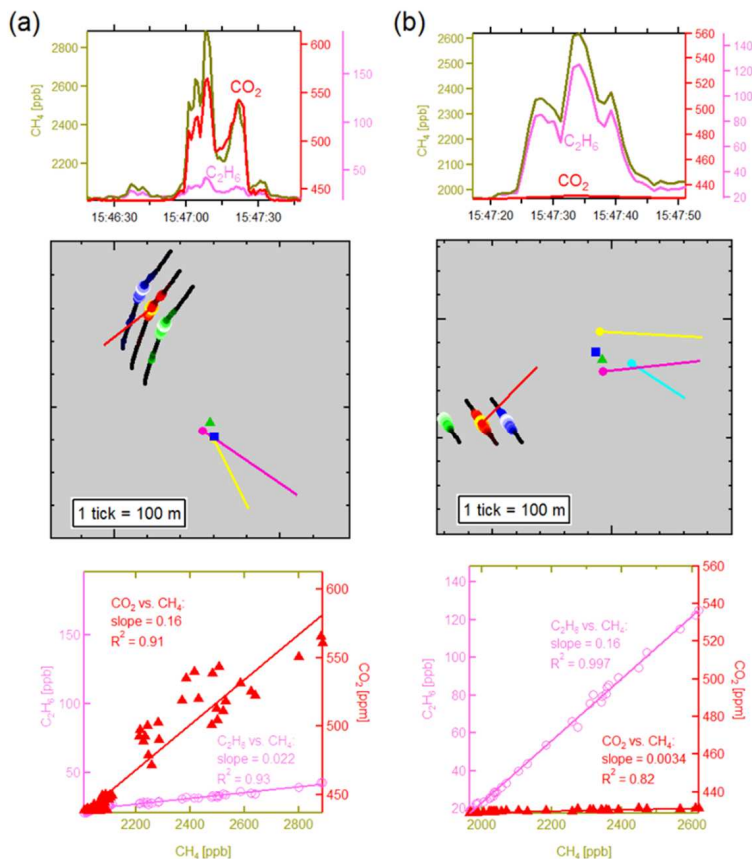 (a)
2800
2600
2400
2200
CH4 [ppb]
600
550
500
450
150
100
50
CO2
C2H6
15:46:30 15:47:00 15:47:30
(b)
2600
2500
2400
2300
2200
2100
2000
CH4 [ppb]
560
540
520
500
480
460
440
140
120
100
80
60
40
20
C2H6
CO2
15:47:20 15:47:30 15:47:40 15:47:50
1 tick = 100 m
1 tick = 100 m
C2H6 [ppb]
150
100
50
CO2 vs. CH4:
slope = 0.16
R2 = 0.91
C2H6 vs. CH4:
slope = 0.022
R2 = 0.93
600
550
500
450
CO2 [ppm]
2200 2400 2600 2800
CH4 [ppb]
C2H6 [ppb]
140
120
100
80
60
40
20
C2H6 vs. CH4:
slope = 0.16
R2 = 0.997
CO2 vs. CH4:
slope = 0.0034
R2 = 0.82
560
540
520
500
480
460
440
CO2 [ppm]
2000 2200 2400 2600
CH4 [ppb]